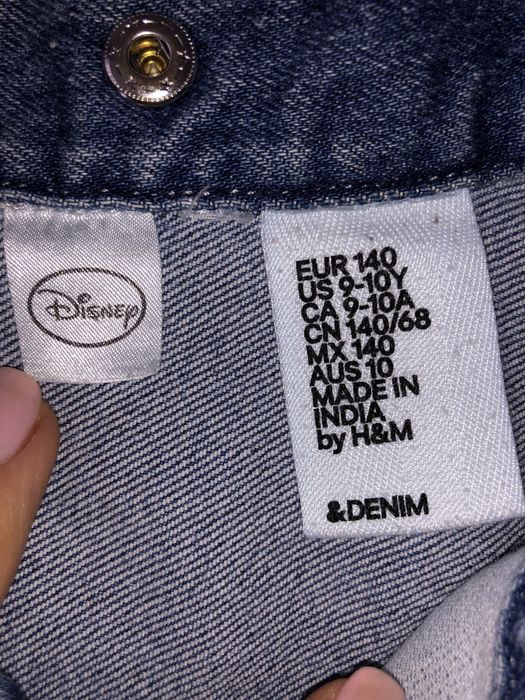 Disney
EUR 140
US 9-10Y
CA 9-10A
CN 140/68
MX 140
AUS 10
MADE IN
INDIA
by H&M
&DENIM